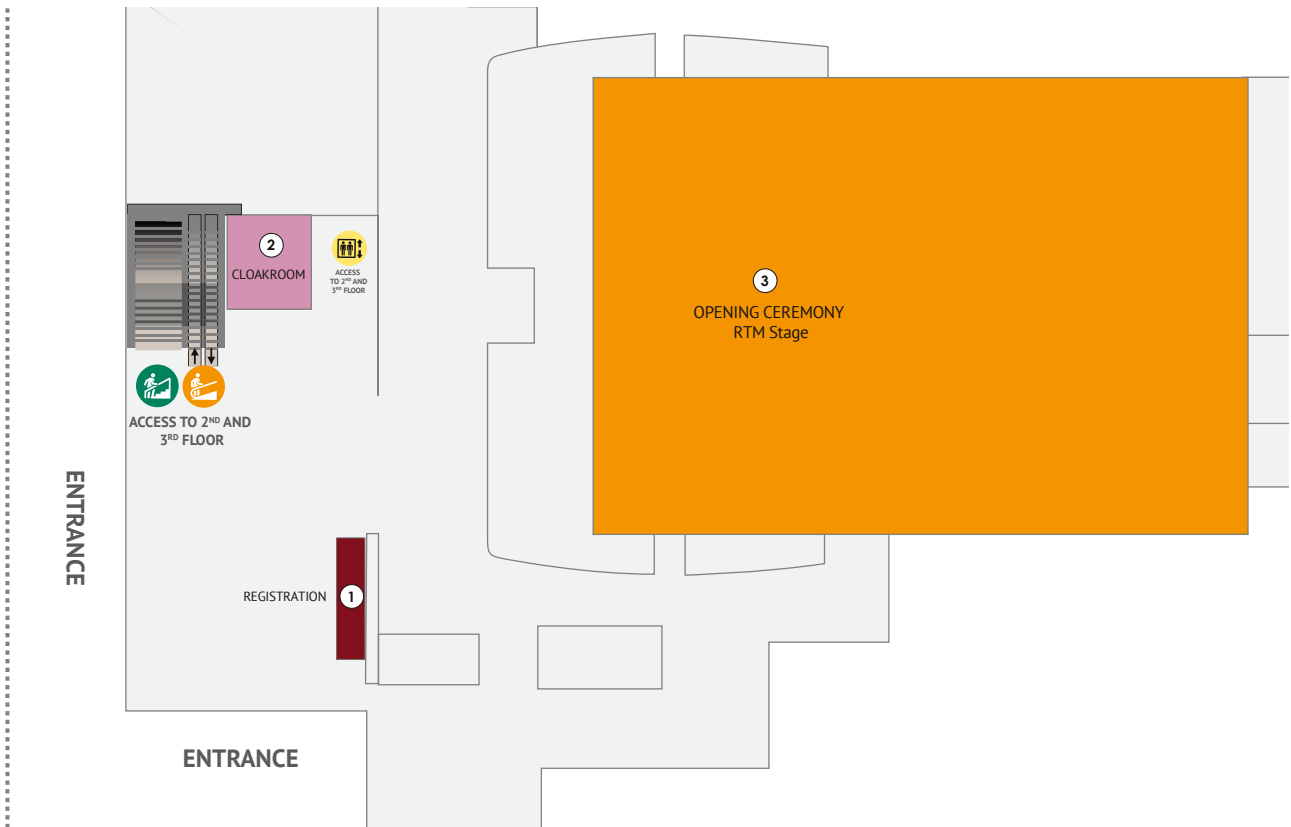 2
CLOAKROOM
ACCESS
TO 2ND AND
3RD FLOOR
3
OPENING CEREMONY
RTM Stage
ACCESS TO 2ND AND
3RD FLOOR
ENTRANCE
REGISTRATION
1
ENTRANCE